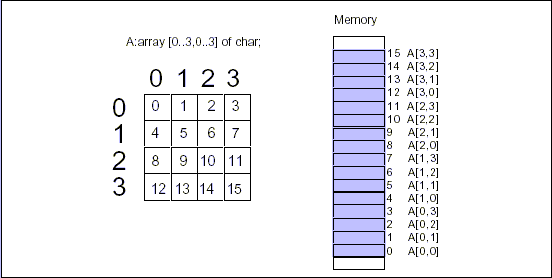 Memory
A:array [0..3,0..3] of char;
0 1 2 3
0 0 1 2 3
1 4 5 6 7
2 8 9 10 11
3 12 13 14 15
15 A[3,3]
14 A[3,2]
13 A[3,1]
12 A[3,0]
11 A[2,3]
10 A[2,2]
9 A[2,1]
8 A[2,0]
7 A[1,3]
6 A[1,2]
5 A[1,1]
4 A[1,0]
3 A[0,3]
2 A[0,2]
1 A[0,1]
0 A[0,0]